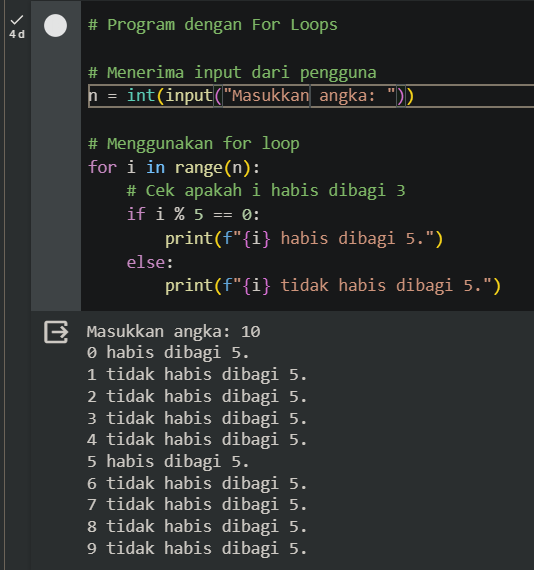 4 d
# Program dengan For Loops
# Menerima input dari pengguna
n = int(input("Masukkan angka: "))
# Menggunakan for loop
for i in range(n):
    # Cek apakah i habis dibagi 3
    if i % 5 == 0:
        print(f"{i} habis dibagi 5.")
    else:
        print(f"{i} tidak habis dibagi 5.")
Masukkan angka: 10
0 habis dibagi 5.
1 tidak habis dibagi 5.
2 tidak habis dibagi 5.
3 tidak habis dibagi 5.
4 tidak habis dibagi 5.
5 habis dibagi 5.
6 tidak habis dibagi 5.
7 tidak habis dibagi 5.
8 tidak habis dibagi 5.
9 tidak habis dibagi 5.